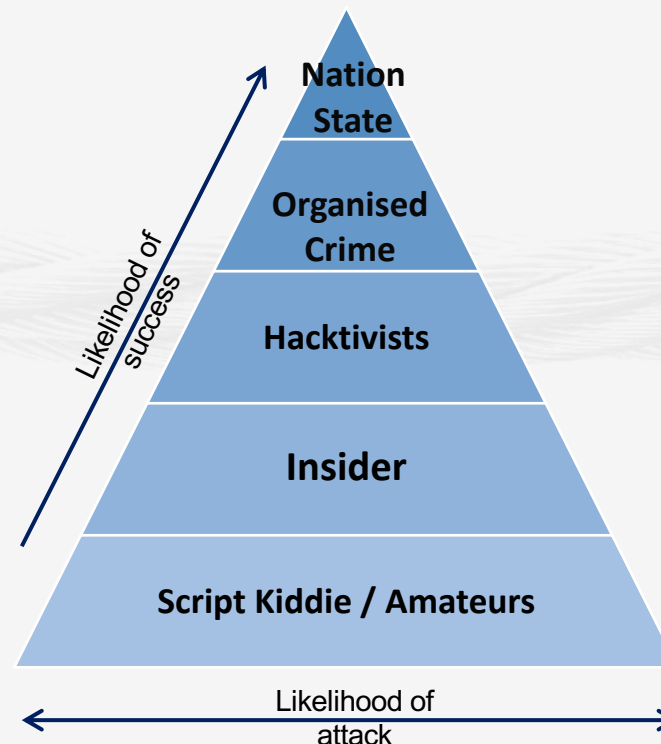 Nation
State
Organised
Crime
Likelihood of
success
Hacktivists
Insider
Script Kiddie / Amateurs
Likelihood of
attack